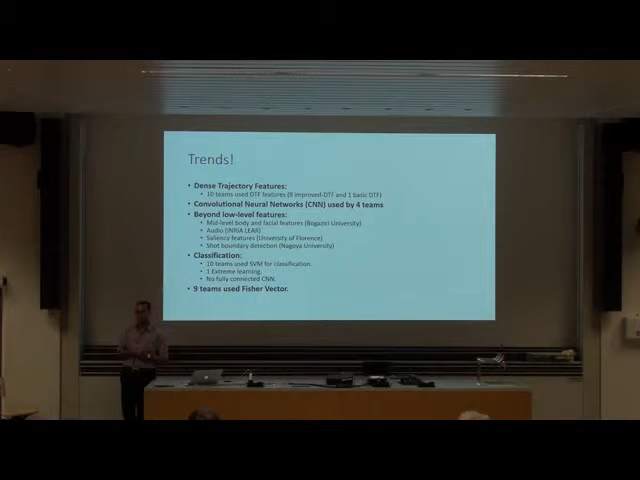 Trends!
• Dense Trajectory Features:
• 10 teams used DTF features (9 improved-DTF and 1 basic DTF)
• Convolutional Neural Networks (CNN) used by 4 teams
• Beyond low-level features:
• Mid-level body and facial features (Bogazici University)
• Audio (INRIA LEAR)
• Saliency features (University of Florence)
• Shot boundary detection (Nagoya University)
• Classification:
• 10 teams used SVM for classification.
• 1 Extreme learning.
• No fully connected CNN.
• 9 teams used Fisher Vector.